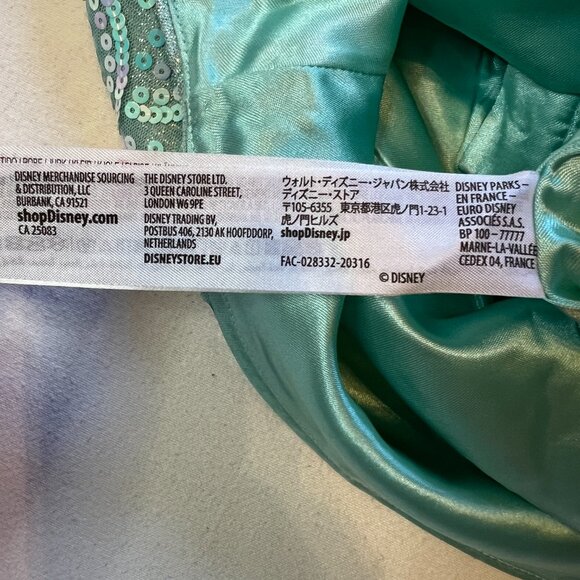 DISNEY MERCHANDISE SOURCING
& DISTRIBUTION, LLC
BURBANK, CA 91521
shopDisney.com
CA 25083
THE DISNEY STORE LTD.
3 QUEEN CAROLINE STREET,
LONDON W6 9PE
DISNEY TRADING BV,
POSTBUS 406, 2130 AK HOOFDDORP,
NETHERLANDS
DISNEYSTORE.EU
ウォルト・ディズニー・ジャパン株式会社
ディズニー・ストア
〒105-6355 東京都港区虎ノ門1-23-1
虎ノ門ヒルズ
shopDisney.jp
FAC-028332-20316
© DISNEY
DISNEY PARKS –
EN FRANCE –
EURO DISNEY
ASSOCIÉS S.A.S.
BP 100 - 77777
MARNE-LA-VALLÉE
CEDEX 04, FRANCE